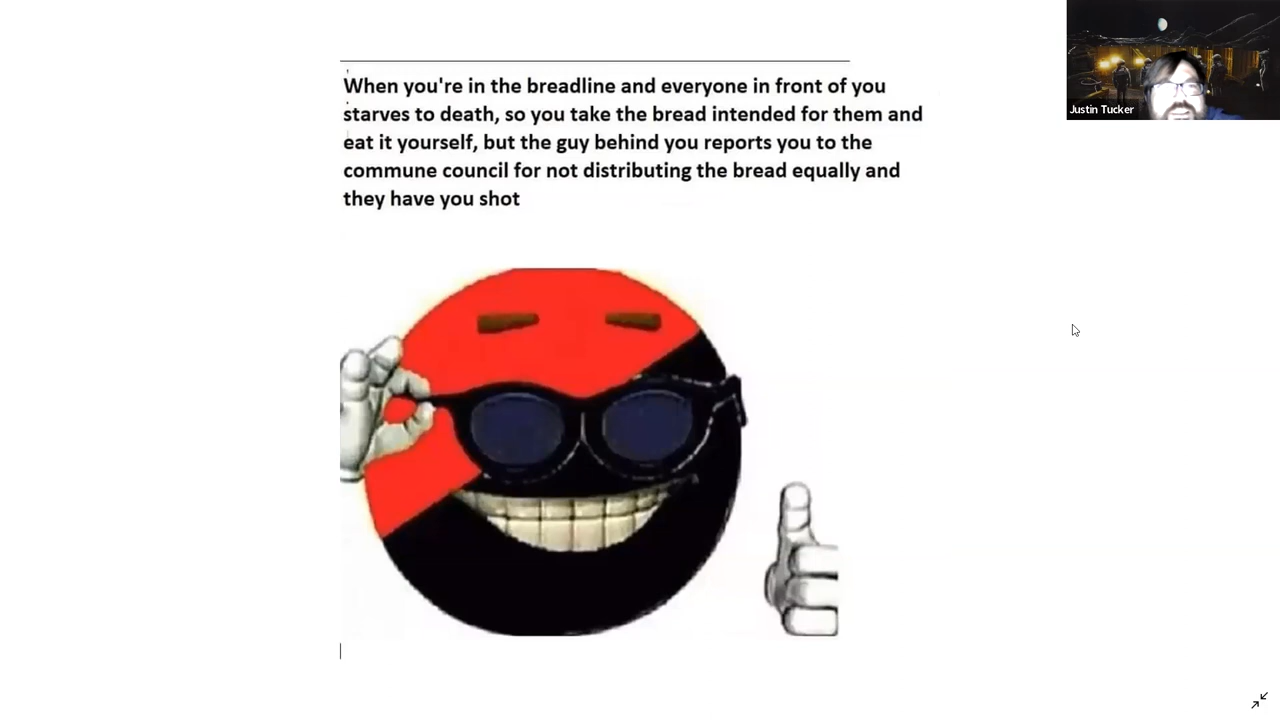 When you're in the breadline and everyone in front of you
starves to death, so you take the bread intended for them and
eat it yourself, but the guy behind you reports you to the
commune council for not distributing the bread equally and
they have you shot
Justin Tucker